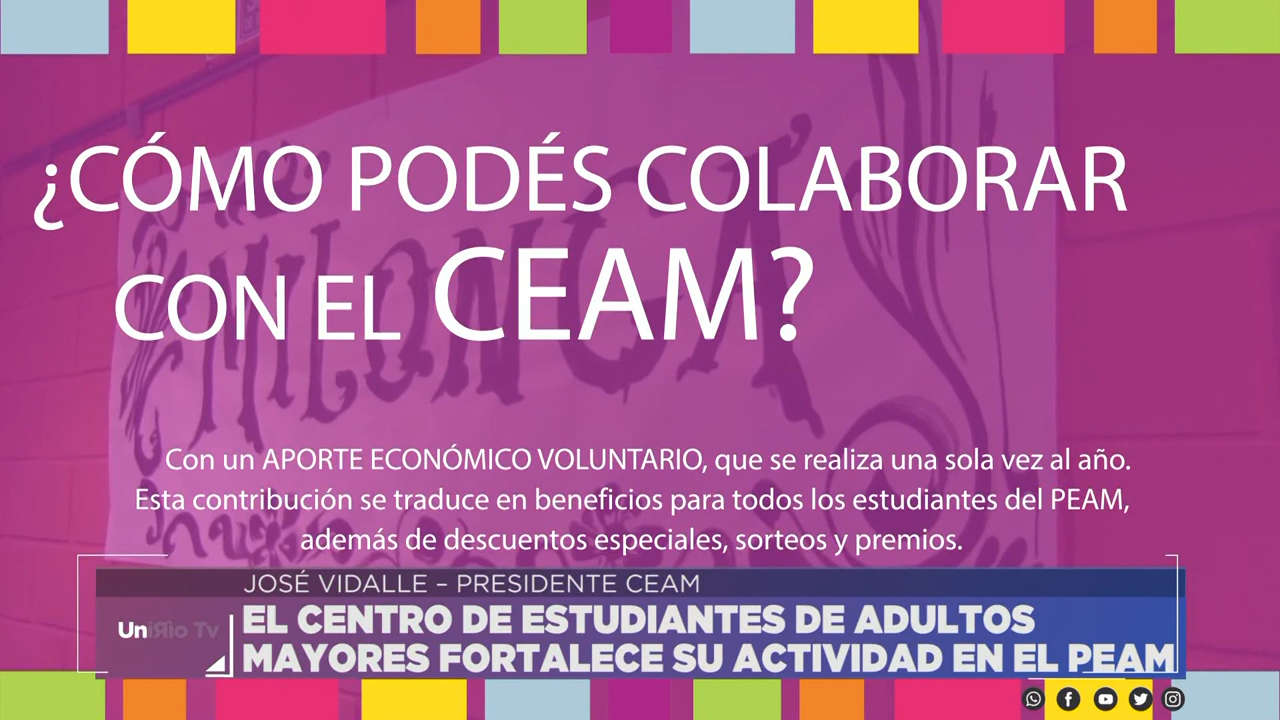 ¿CÓMO PODÉS COLABORAR
CON EL CEAM?
MILONGA
Con un APORTE ECONÓMICO VOLUNTARIO, que se realiza una sola vez al año.
Esta contribución se traduce en beneficios para todos los estudiantes del PEAM,
además de descuentos especiales, sorteos y premios.
JOSÉ VIDALLE – PRESIDENTE CEAM
UniRio Tv
EL CENTRO DE ESTUDIANTES DE ADULTOS
MAYORES FORTALECE SU ACTIVIDAD EN EL PEAM